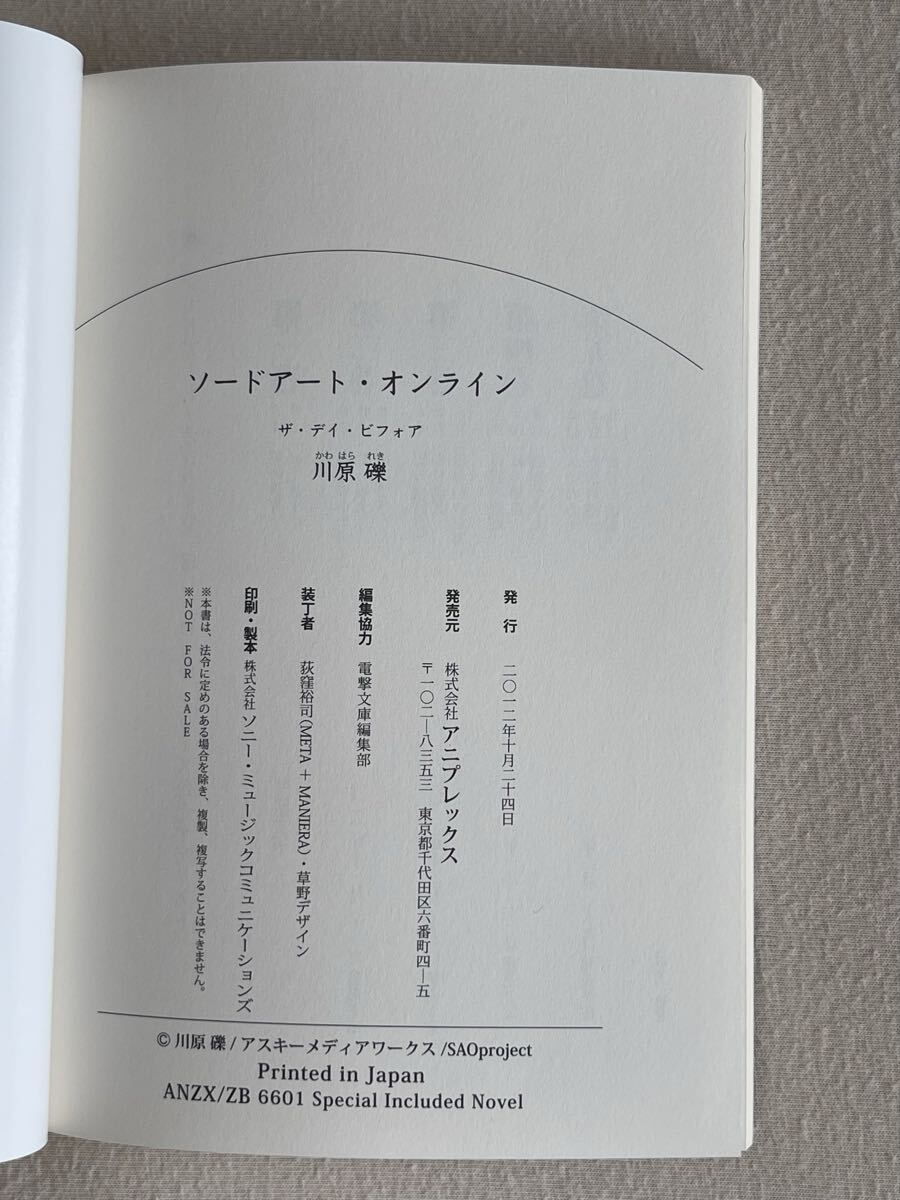 ソードアート・オンライン
ザ・デイ・ビフォア
かわ はら れき
川原 礫
発 行 二〇一二年十月二十四日
発売元 株式会社 アニプレックス
〒一〇二―八三五三 東京都千代田区六番町四―五
編集協力 電撃文庫編集部
装丁者 荻窪裕司(META + MANIERA)・草野デザイン
印刷・製本 株式会社 ソニー・ミュージックコミュニケーションズ
※本書は、法令に定めのある場合を除き、複製、複写することはできません。
※NOT FOR SALE
© 川原 礫/アスキーメディアワークス/SAOproject
Printed in Japan
ANZX/ZB 6601 Special Included Novel